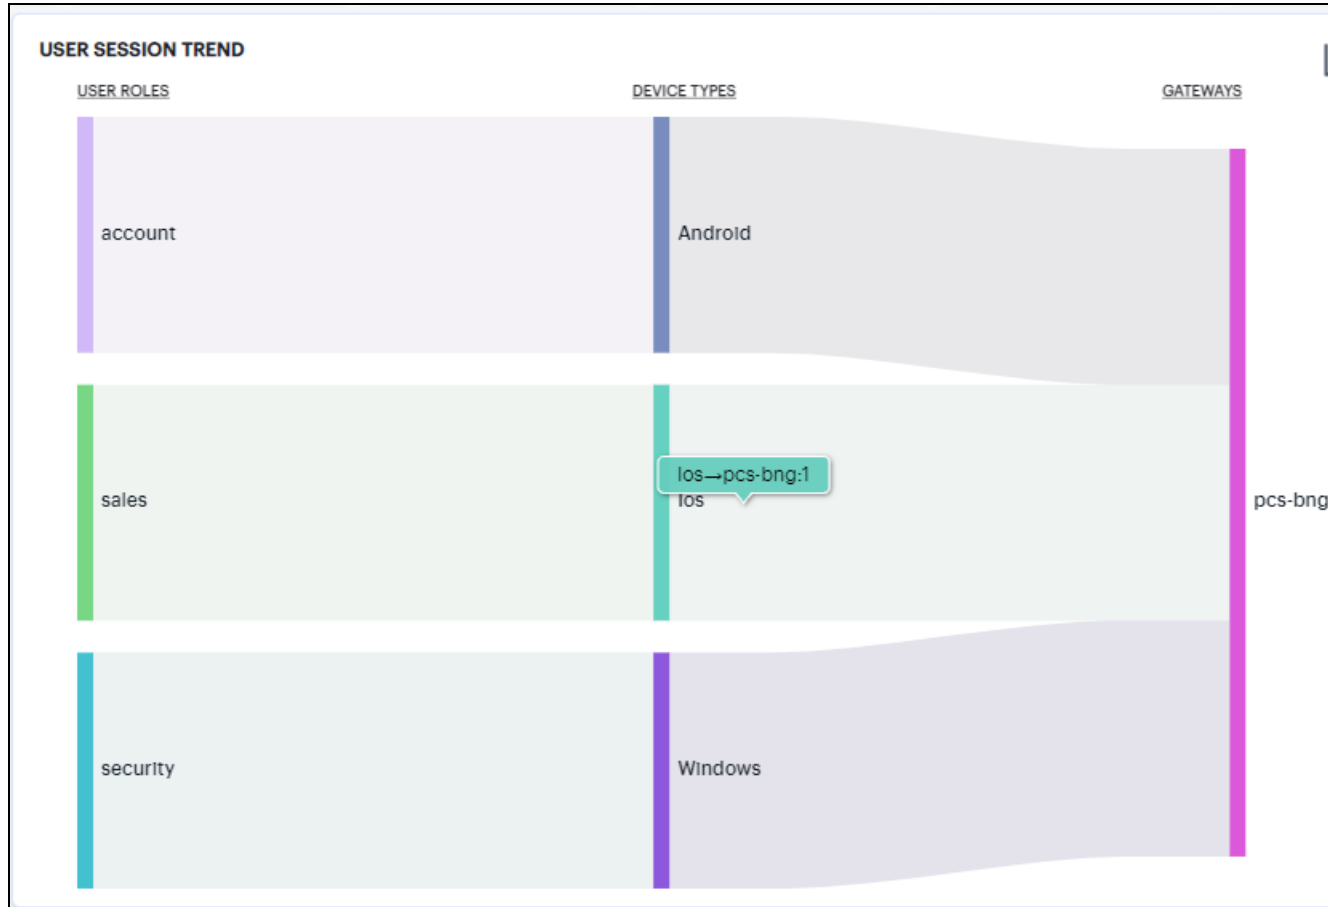 USER SESSION TREND
USER ROLES
DEVICE TYPES
GATEWAYS
account
Android
Ios→pcs-bng:1
sales
Ios
pcs-bng
security
Windows